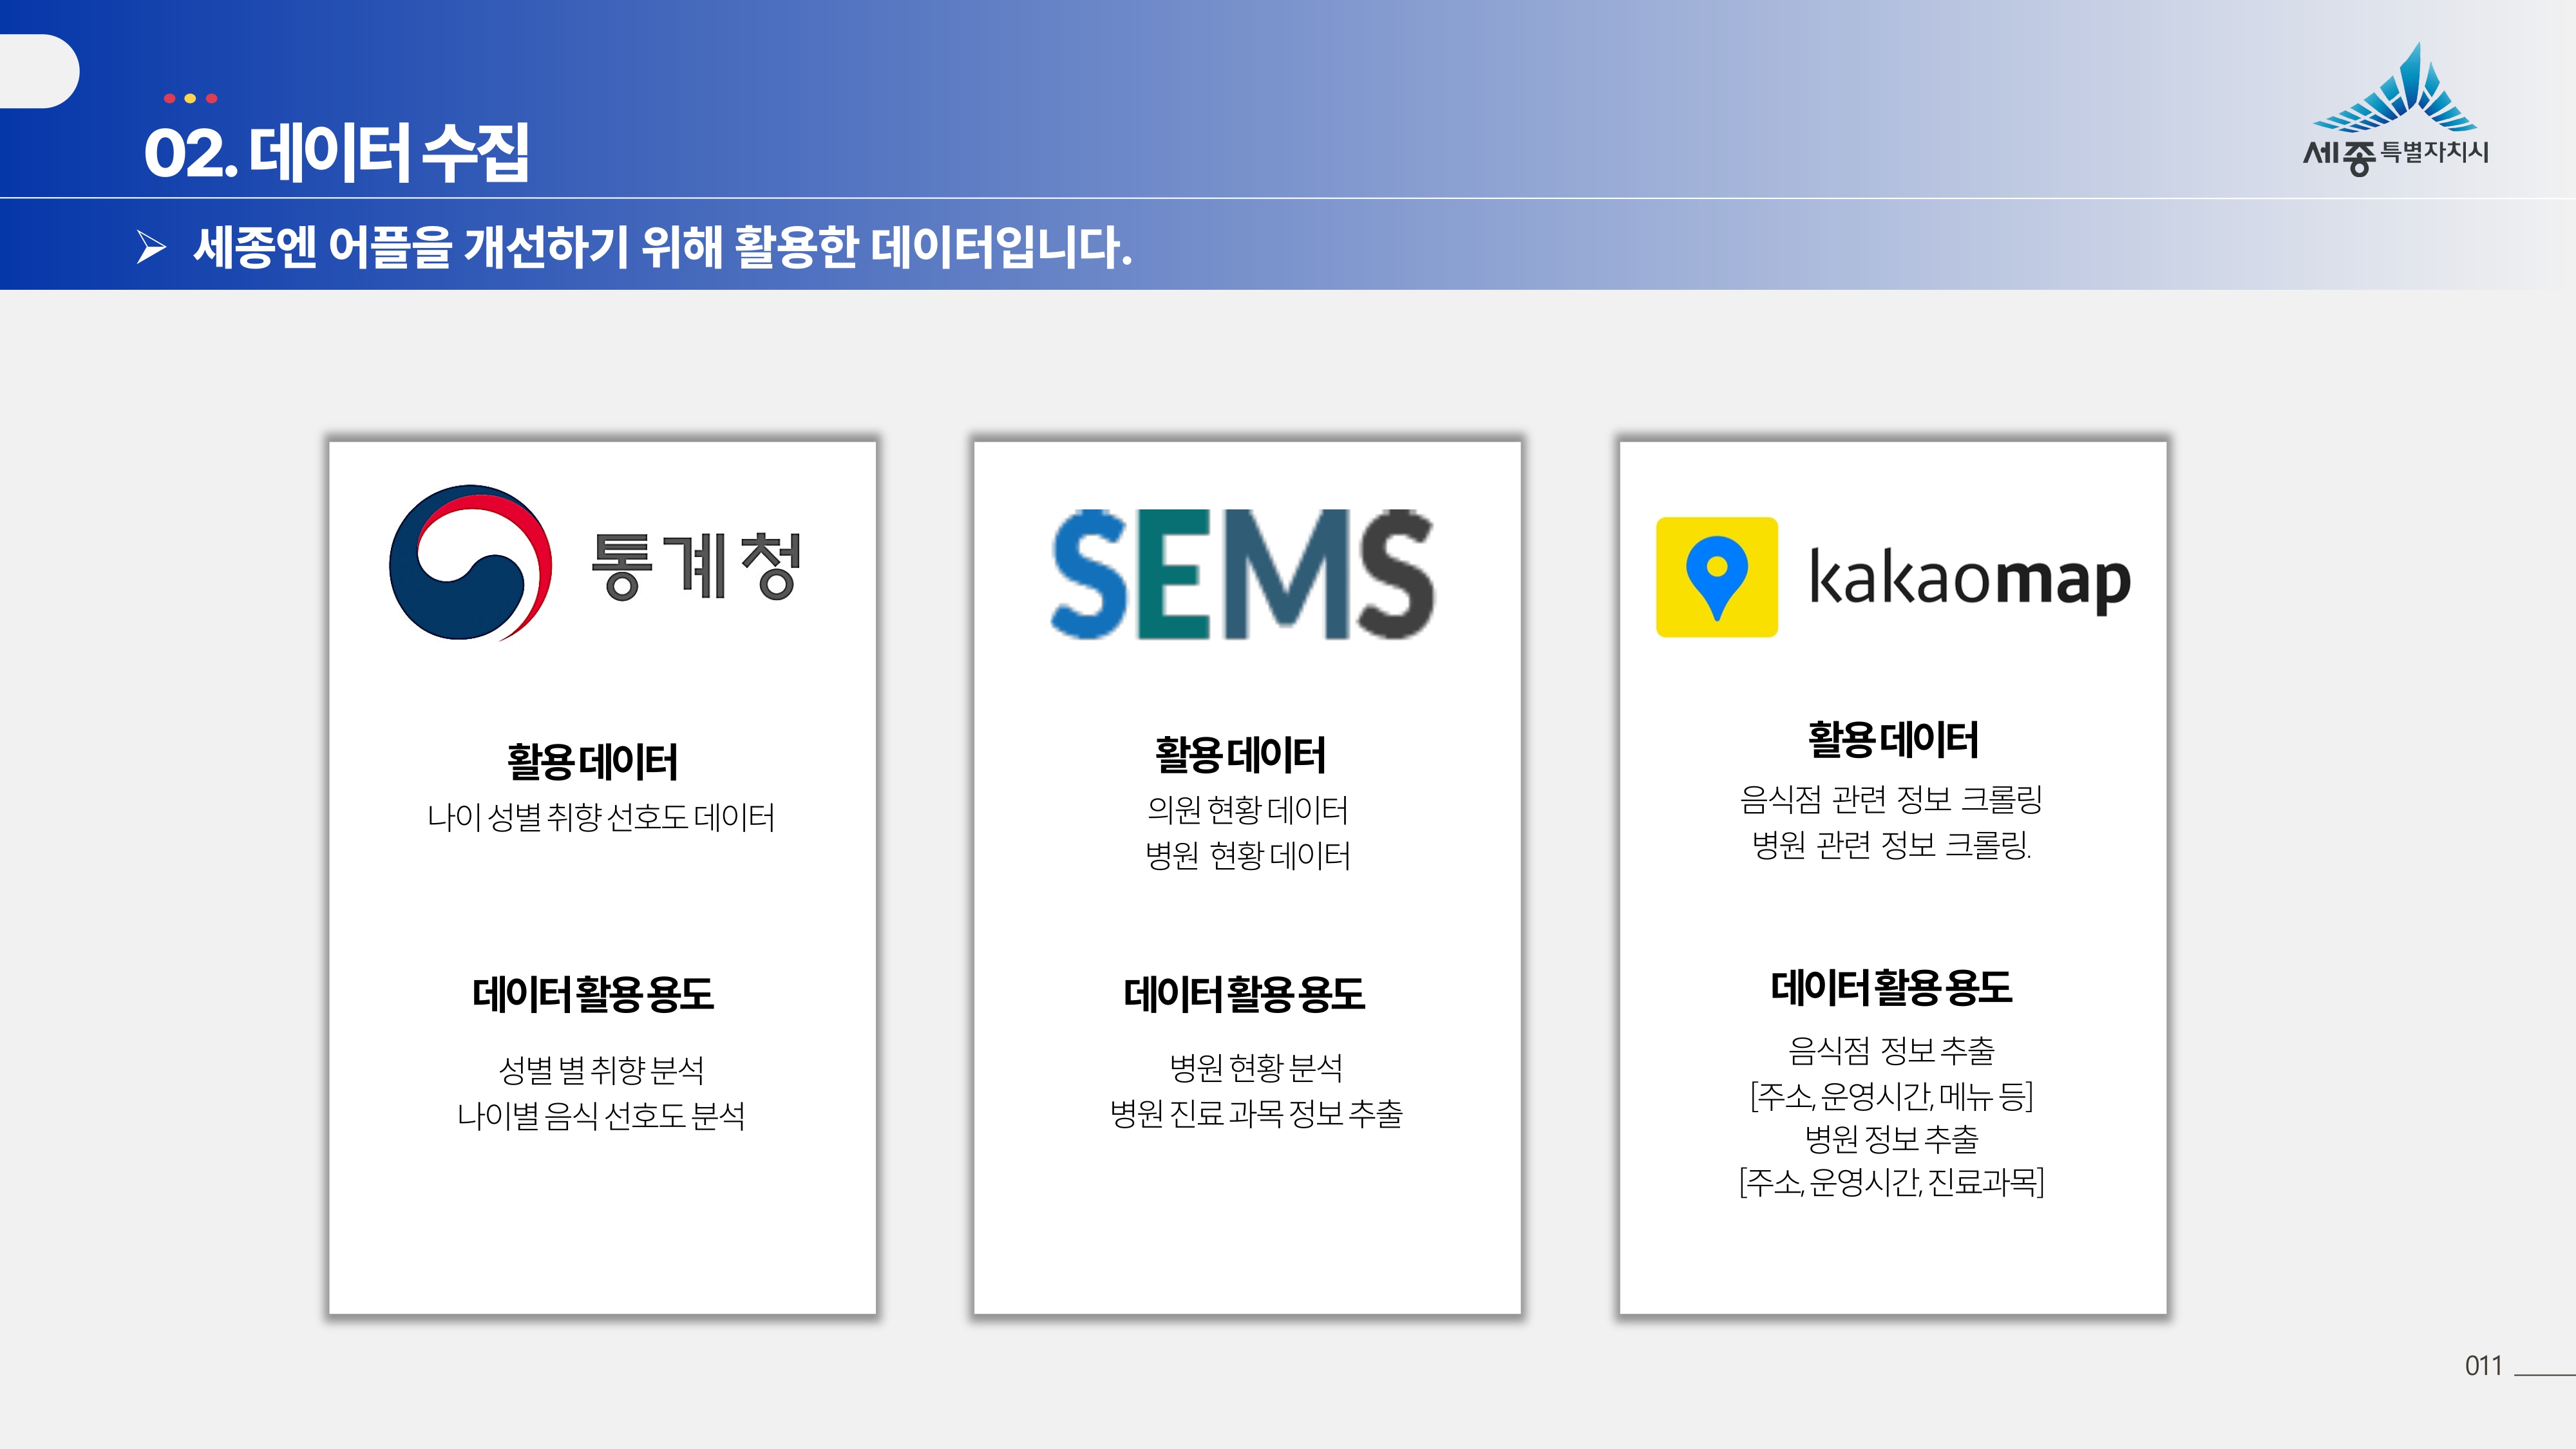 02. 데이터 수집
세종특별자치시
➢ 세종엔 어플을 개선하기 위해 활용한 데이터입니다.
통계청
활용 데이터
나이 성별 취향 선호도 데이터
데이터 활용 용도
성별 별 취향 분석
나이별 음식 선호도 분석
SEMS
활용 데이터
의원 현황 데이터
병원 현황 데이터
데이터 활용 용도
병원 현황 분석
병원 진료 과목 정보 추출
kakaomap
활용 데이터
음식점 관련 정보 크롤링
병원 관련 정보 크롤링.
데이터 활용 용도
음식점 정보 추출
[주소, 운영시간, 메뉴 등]
병원 정보 추출
[주소, 운영시간, 진료과목]
011